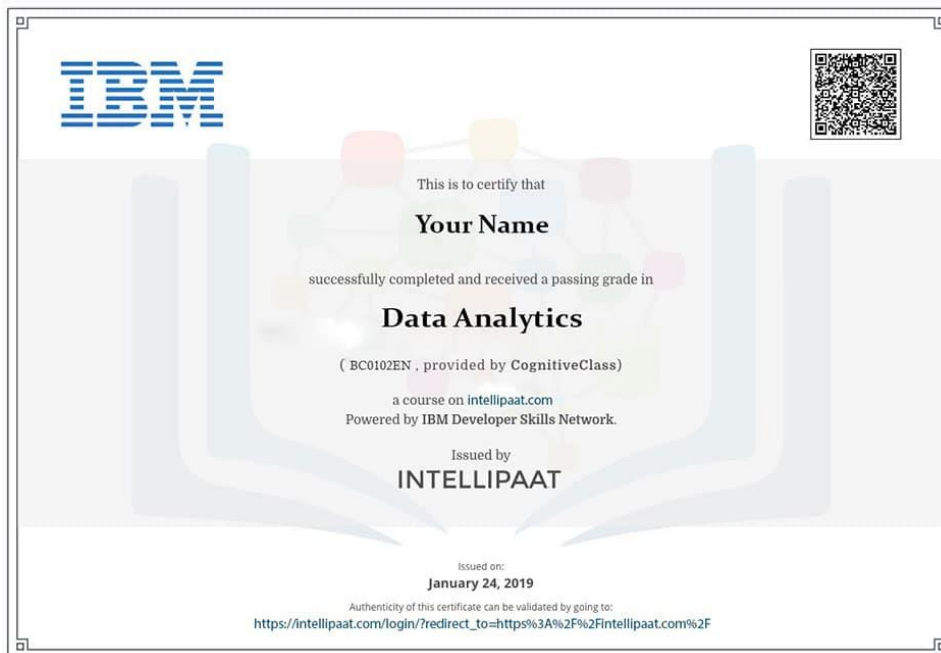 IBM
This is to certify that
Your Name
successfully completed and received a passing grade in
Data Analytics
( BC0102EN , provided by CognitiveClass)
a course on intellipaat.com
Powered by IBM Developer Skills Network.
Issued by
INTELLIPAAT
Issued on:
January 24, 2019
Authenticity of this certificate can be validated by going to:
https://intellipaat.com/login/?redirect_to=https%3A%2F%2Fintellipaat.com%2F